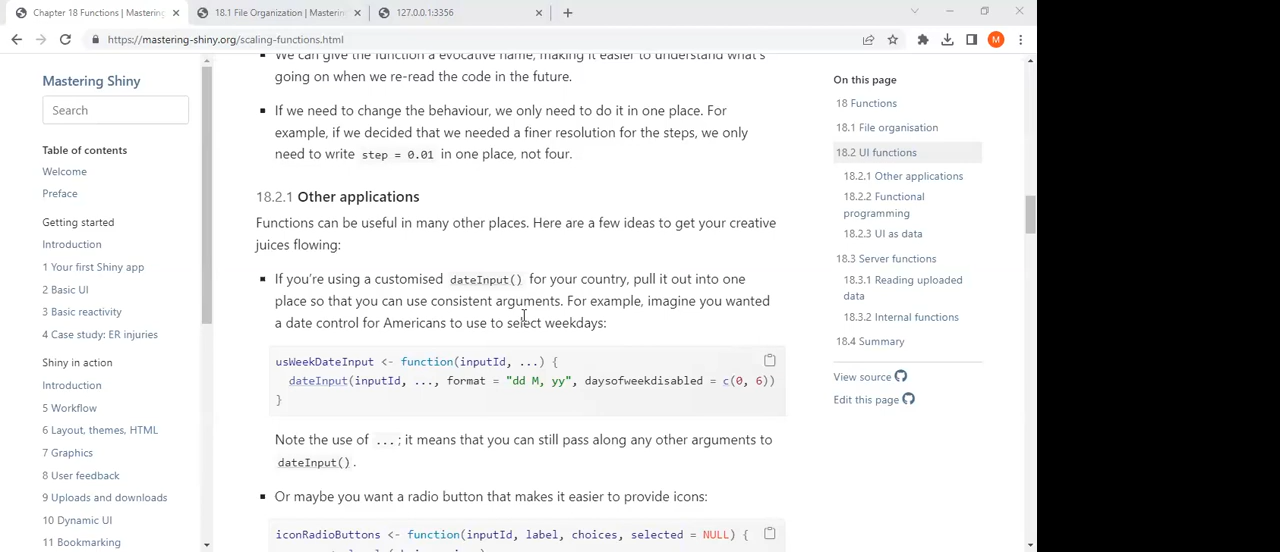 Chapter 18 Functions | Mastering
18.1 File Organization | Masterin
127.0.0.1:3356
https://mastering-shiny.org/scaling-functions.html
M
Mastering Shiny
Search
Table of contents
Welcome
Preface
Getting started
Introduction
1 Your first Shiny app
2 Basic UI
3 Basic reactivity
4 Case study: ER injuries
Shiny in action
Introduction
5 Workflow
6 Layout, themes, HTML
7 Graphics
8 User feedback
9 Uploads and downloads
10 Dynamic UI
11 Bookmarking
We can give the function a evocative name, making it easier to understand what's
going on when we re-read the code in the future.
If we need to change the behaviour, we only need to do it in one place. For
example, if we decided that we needed a finer resolution for the steps, we only
need to write step = 0.01 in one place, not four.
18.2.1 Other applications
Functions can be useful in many other places. Here are a few ideas to get your creative
juices flowing:
If you're using a customised dateInput() for your country, pull it out into one
place so that you can use consistent arguments. For example, imagine you wanted
a date control for Americans to use to select weekdays:
usWeekDateInput <- function(inputId, ...) {
dateInput(inputId, ..., format = "dd M, yy", daysofweekdisabled = c(0, 6))
}
Note the use of ...; it means that you can still pass along any other arguments to
dateInput().
Or maybe you want a radio button that makes it easier to provide icons:
iconRadioButtons <- function(inputId, label, choices, selected = NULL) {
On this page
18 Functions
18.1 File organisation
18.2 UI functions
18.2.1 Other applications
18.2.2 Functional
programming
18.2.3 UI as data
18.3 Server functions
18.3.1 Reading uploaded
data
18.3.2 Internal functions
18.4 Summary
View source
Edit this page